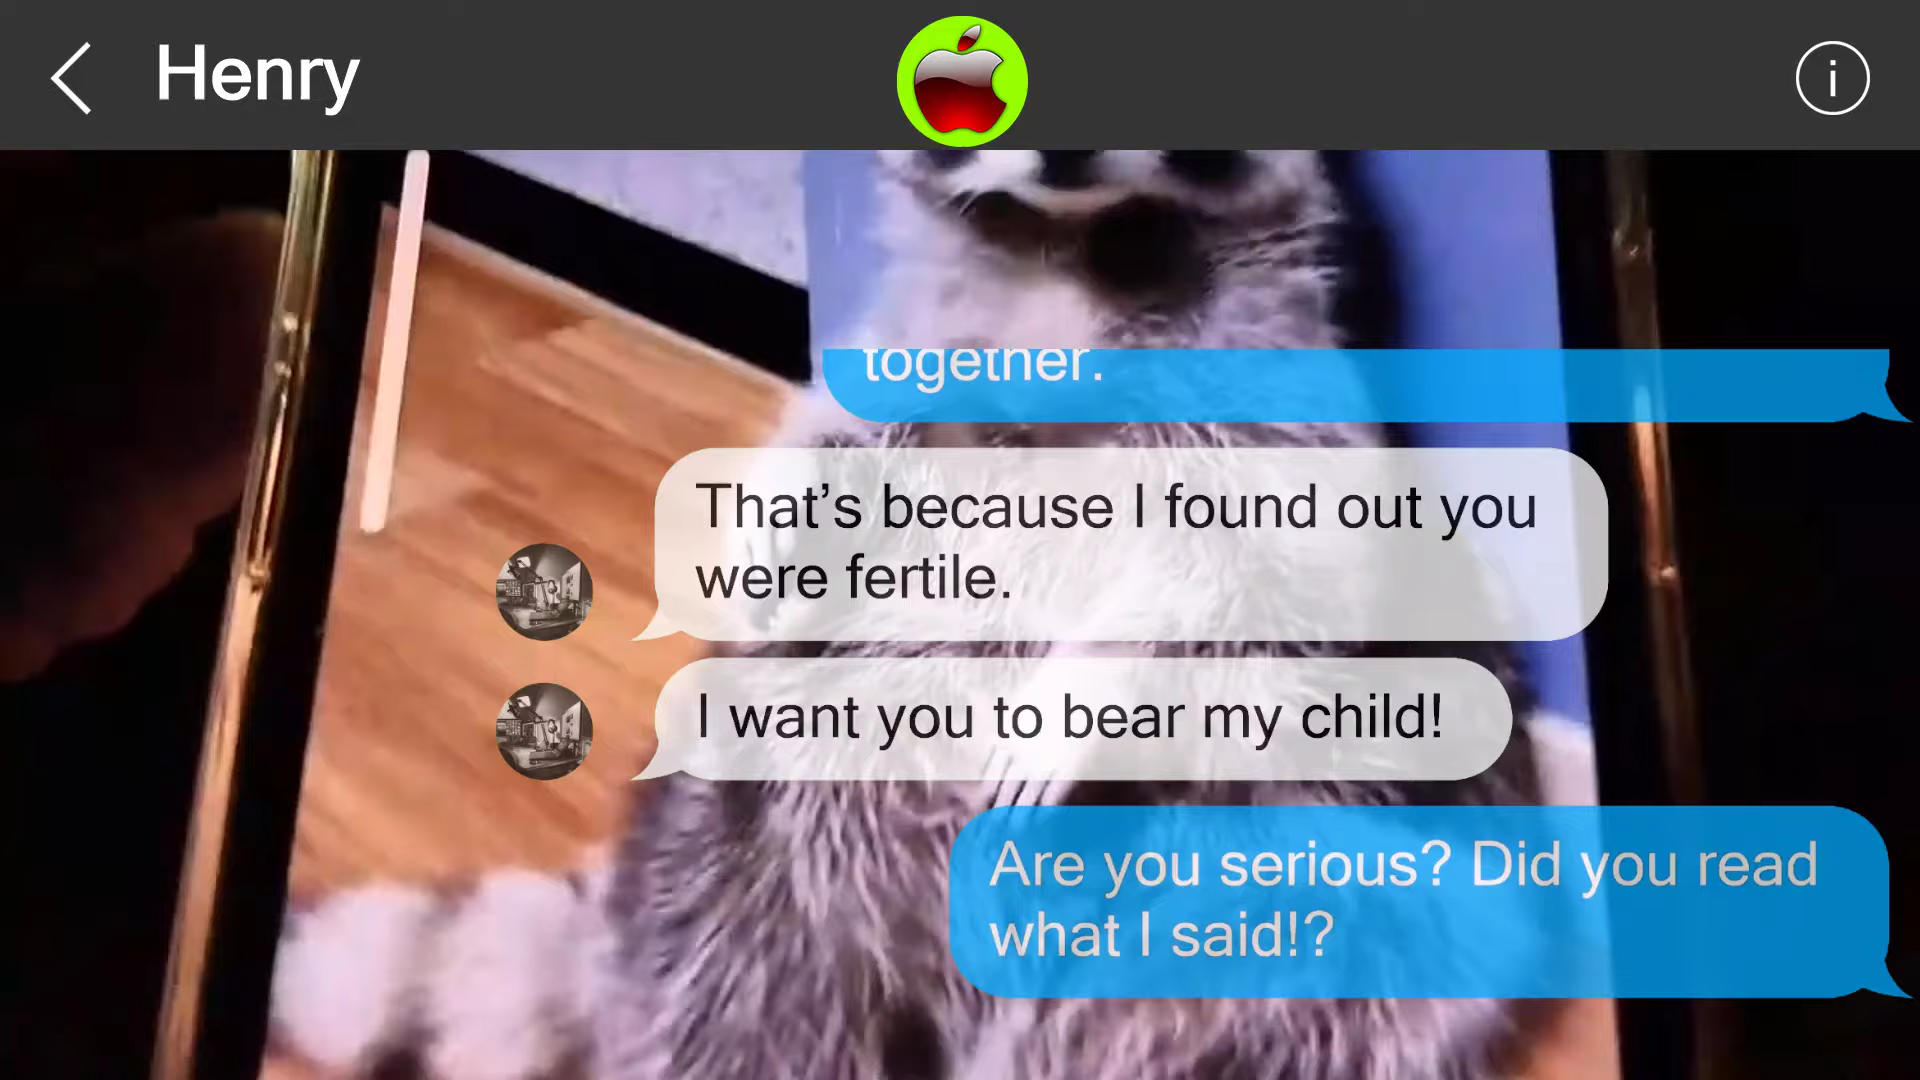 Henry
together.
That’s because I found out you
were fertile.
I want you to bear my child!
Are you serious? Did you read
what I said!?